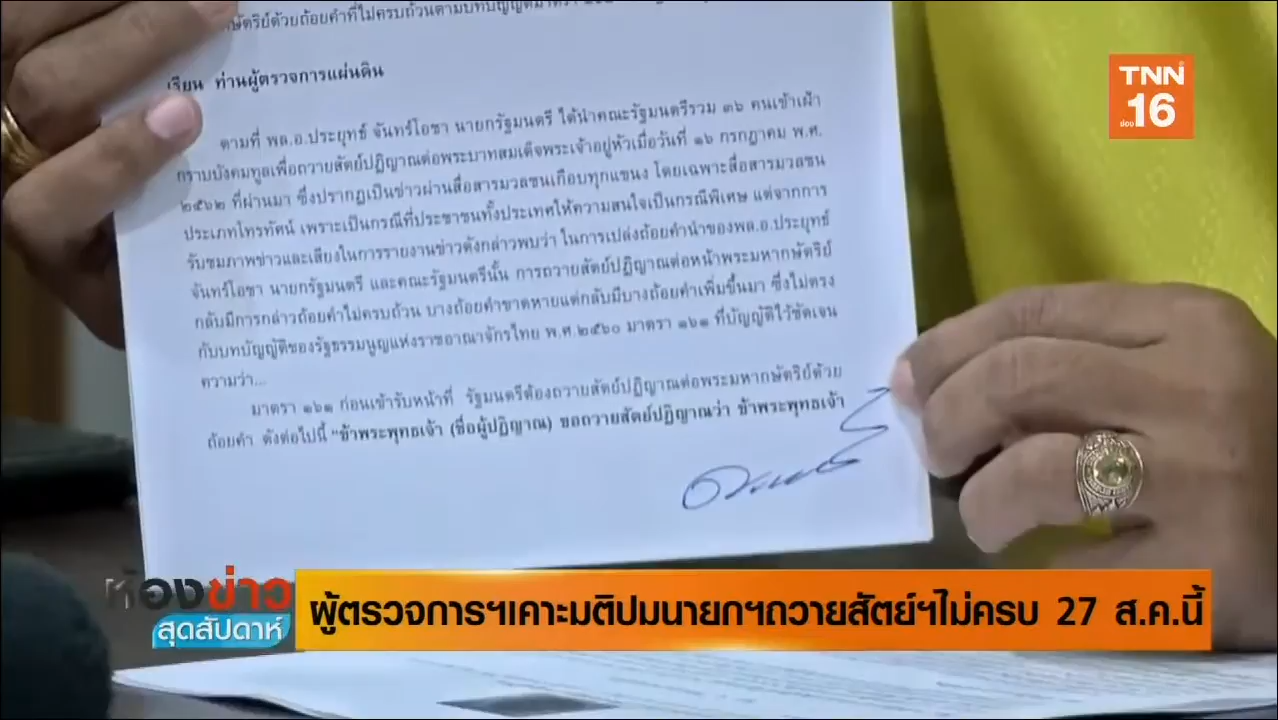 กษัตริย์ด้วยถ้อยคำที่ไม่ครบถ้วนตามบทบัญญัติมาตรา
เรียน ท่านผู้ตรวจการแผ่นดิน
ตามที่ พล.อ.ประยุทธ์ จันทร์โอชา นายกรัฐมนตรี ได้นำคณะรัฐมนตรีรวม ๓๖ คนเข้าเฝ้า
กราบบังคมทูลเพื่อถวายสัตย์ปฏิญาณต่อพระบาทสมเด็จพระเจ้าอยู่หัวเมื่อวันที่ ๑๖ กรกฎาคม พ.ศ.
๒๕๖๒ ที่ผ่านมา ซึ่งปรากฏเป็นข่าวผ่านสื่อสารมวลชนเกือบทุกแขนง โดยเฉพาะสื่อสารมวลชน
ประเภทโทรทัศน์ เพราะเป็นกรณีที่ประชาชนทั้งประเทศให้ความสนใจเป็นกรณีพิเศษ แต่จากการ
รับชมภาพข่าวและเสียงในการรายงานข่าวดังกล่าวพบว่า ในการเปล่งถ้อยคำนำของพล.อ.ประยุทธ์
จันทร์โอชา นายกรัฐมนตรี และคณะรัฐมนตรีนั้น การถวายสัตย์ปฏิญาณต่อหน้าพระมหากษัตริย์
กลับมีการกล่าวถ้อยคำไม่ครบถ้วน บางถ้อยคำขาดหายแต่กลับมีบางถ้อยคำเพิ่มขึ้นมา ซึ่งไม่ตรง
กับบทบัญญัติของรัฐธรรมนูญแห่งราชอาณาจักรไทย พ.ศ.๒๕๖๐ มาตรา ๑๖๑ ที่บัญญัติไว้ชัดเจน
ความว่า...
มาตรา ๑๖๑ ก่อนเข้ารับหน้าที่ รัฐมนตรีต้องถวายสัตย์ปฏิญาณต่อพระมหากษัตริย์ด้วย
ถ้อยคำ ดังต่อไปนี้ "ข้าพระพุทธเจ้า (ชื่อผู้ปฏิญาณ) ขอถวายสัตย์ปฏิญาณว่า ข้าพระพุทธเจ้า
TNN
ช่อง 16
ห้องข่าว
สุดสัปดาห์
ผู้ตรวจการฯเคาะมติปมนายกฯถวายสัตย์ฯไม่ครบ 27 ส.ค.นี้